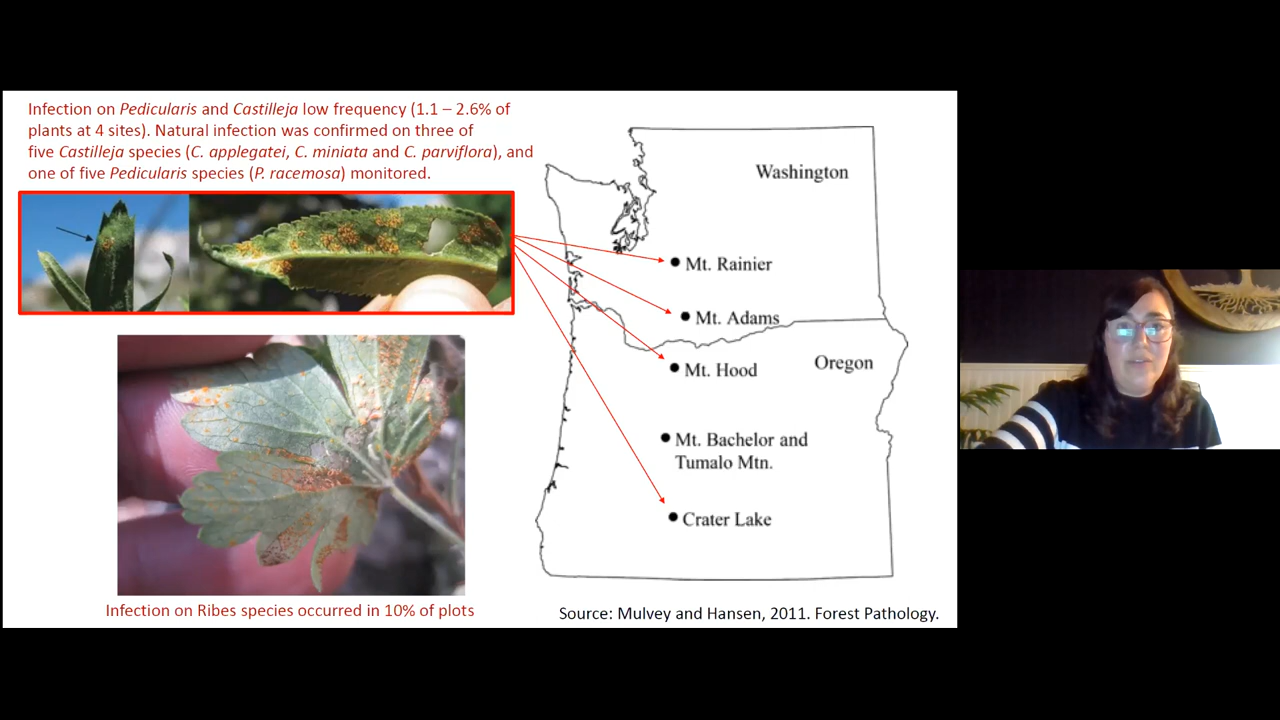 Infection on Pedicularis and Castilleja low frequency (1.1 – 2.6% of
plants at 4 sites). Natural infection was confirmed on three of
five Castilleja species (C. applegatei, C. miniata and C. parviflora), and
one of five Pedicularis species (P. racemosa) monitored.
Washington
Mt. Rainier
Mt. Adams
Oregon
Mt. Hood
Mt. Bachelor and
Tumalo Mtn.
Crater Lake
Infection on Ribes species occurred in 10% of plots
Source: Mulvey and Hansen, 2011. Forest Pathology.